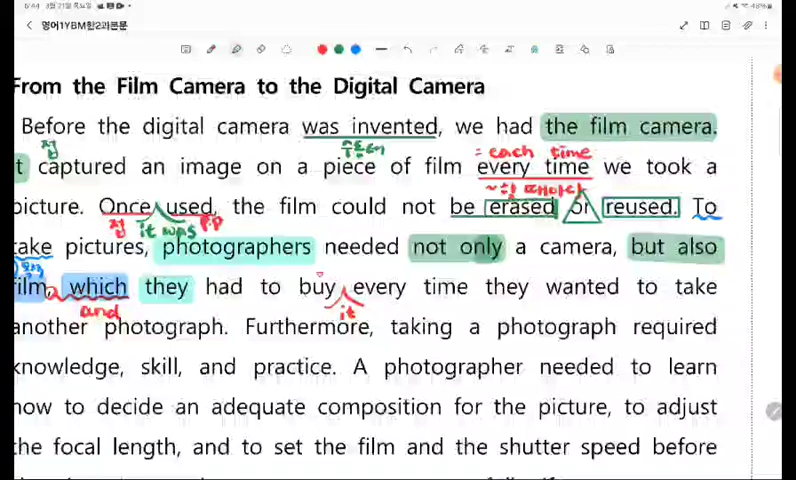 영어1YBM한2과본문
From the Film Camera to the Digital Camera
Before the digital camera was invented, we had the film camera.
접 수동태 = each time
t captured an image on a piece of film every time we took a
~할 때마다
picture. Once used, the film could not be erased or reused. To
접 it was p.p
take pictures, photographers needed not only a camera, but also
film, which they had to buy every time they wanted to take
and it
another photograph. Furthermore, taking a photograph required
knowledge, skill, and practice. A photographer needed to learn
how to decide an adequate composition for the picture, to adjust
the focal length, and to set the film and the shutter speed before